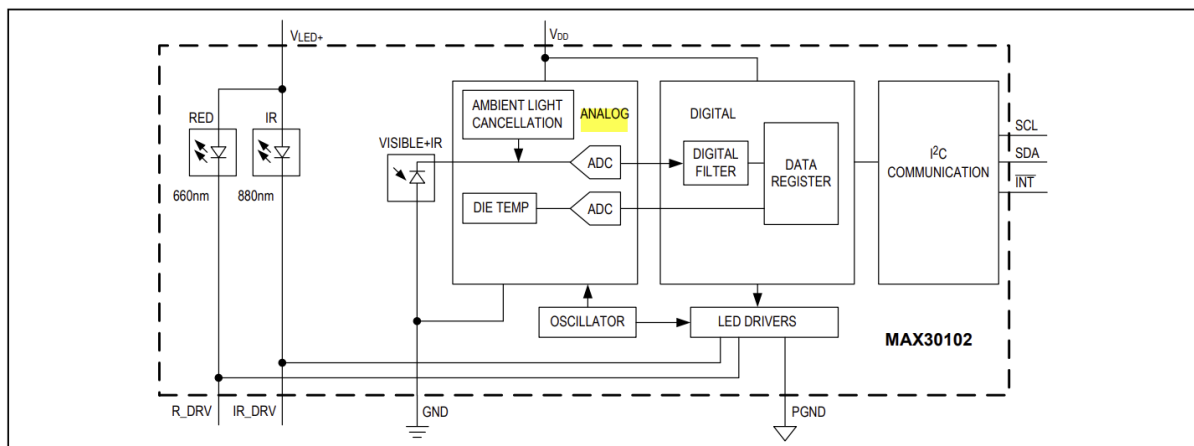 VLED+
VDD
RED
IR
660nm
880nm
VISIBLE+IR
AMBIENT LIGHT
CANCELLATION
ANALOG
ADC
DIE TEMP
ADC
DIGITAL
DIGITAL
FILTER
DATA
REGISTER
I²C
COMMUNICATION
SCL
SDA
INT
OSCILLATOR
LED DRIVERS
MAX30102
R_DRV
IR_DRV
GND
PGND